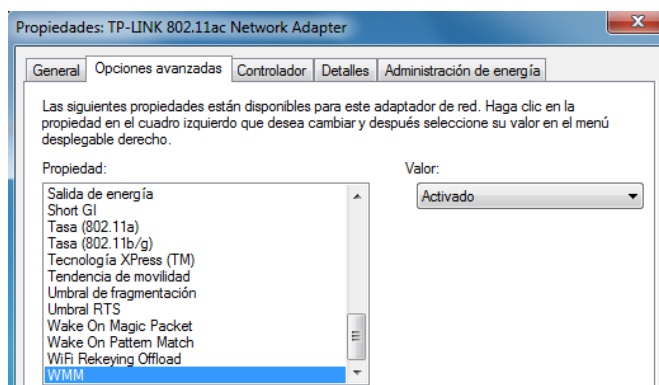 Propiedades: TP-LINK 802.11ac Network Adapter
General
Opciones avanzadas
Controlador
Detalles
Administración de energía
Las siguientes propiedades están disponibles para este adaptador de red. Haga clic en la
propiedad en el cuadro izquierdo que desea cambiar y después seleccione su valor en el menú
desplegable derecho.
Propiedad:
Valor:
Salida de energía
Short GI
Tasa (802.11a)
Tasa (802.11b/g)
Tecnología XPress (TM)
Tendencia de movilidad
Umbral de fragmentación
Umbral RTS
Wake On Magic Packet
Wake On Pattern Match
WiFi Rekeying Offload
WMM
Activado